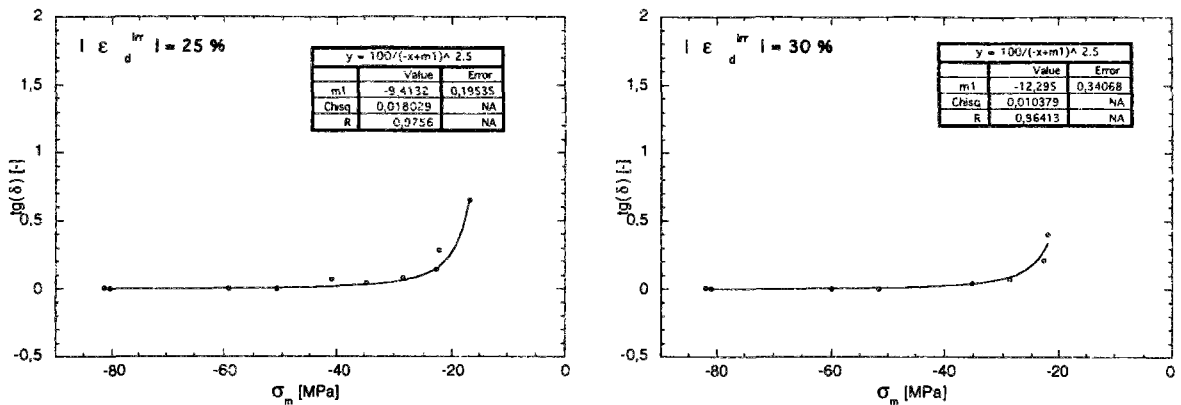 | ε d irr | = 25 %
2
1,5
1
0,5
0
-0,5
tg(δ) [-]
y = 100/(-x+m1)^ 2.5
Value Error
m1 -9,4132 0,19535
Chisq 0,018029 NA
R 0,9756 NA
-80 -60 -40 -20 0
σm [MPa]
| ε d irr | = 30 %
2
1,5
1
0,5
0
-0,5
tg(δ) [-]
y = 100/(-x+m1)^ 2.5
Value Error
m1 -12,295 0,34068
Chisq 0,010379 NA
R 0,96413 NA
-80 -60 -40 -20 0
σm [MPa]